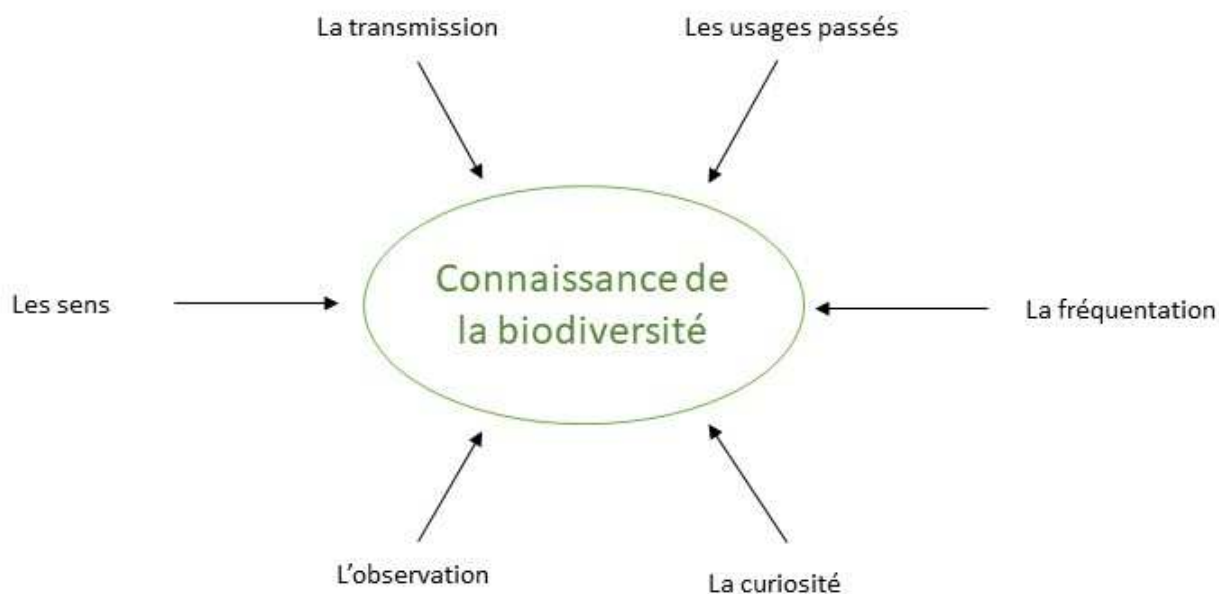 La transmission
Les usages passés
Connaissance de
la biodiversité
Les sens
La fréquentation
L'observation
La curiosité